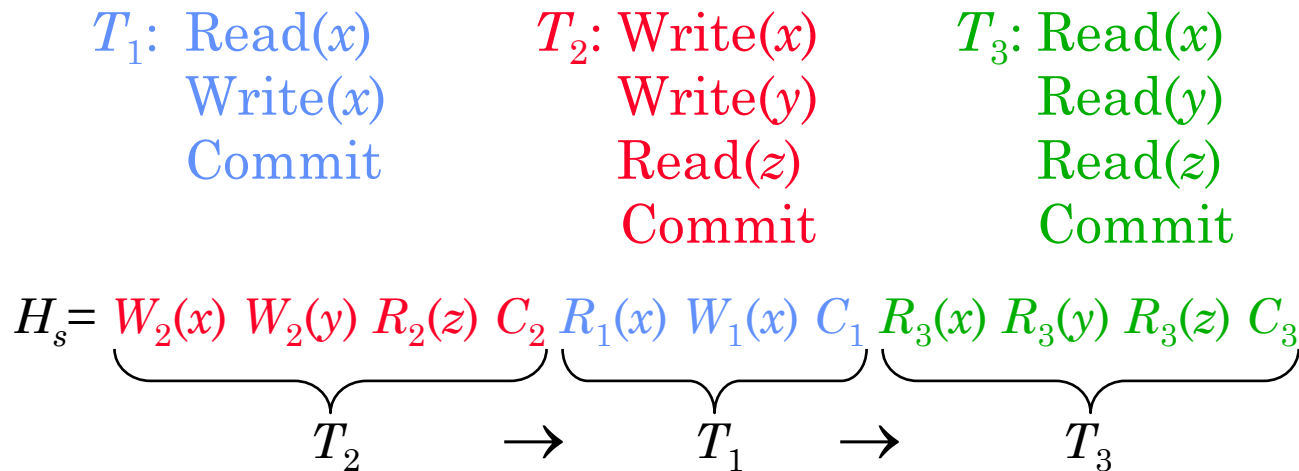 T₁: Read(x) T₂: Write(x) T₃: Read(x)
Write(x) Write(y) Read(y)
Commit Read(z) Read(z)
Commit Commit
Hₛ= W₂(x) W₂(y) R₂(z) C₂ R₁(x) W₁(x) C₁ R₃(x) R₃(y) R₃(z) C₃
T₂ → T₁ → T₃